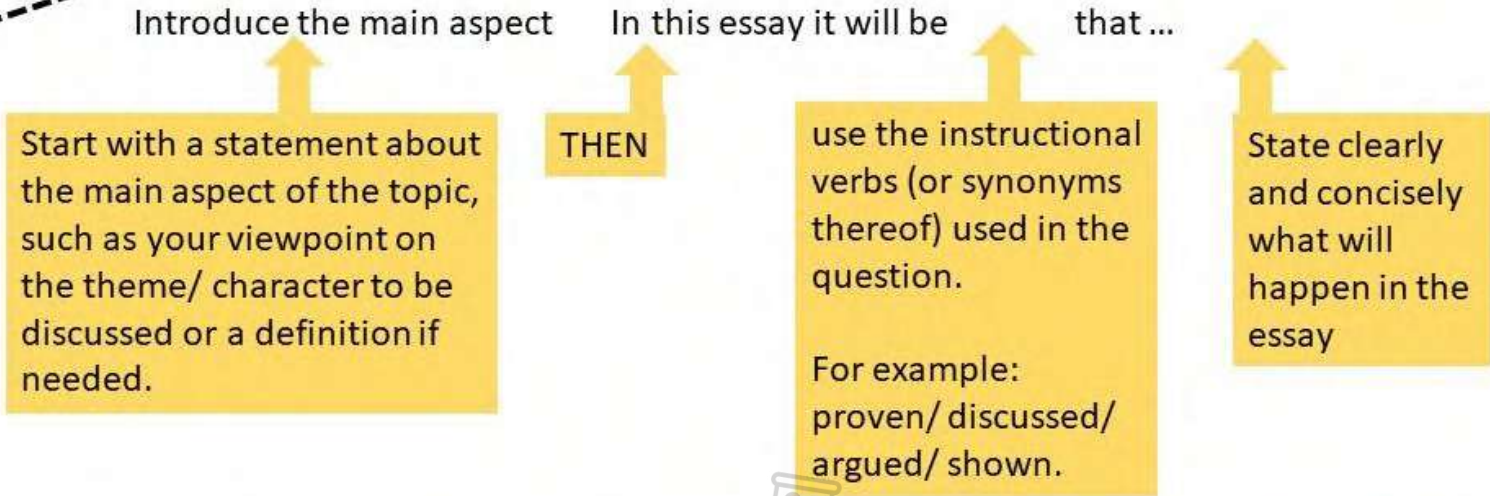 Introduce the main aspect In this essay it will be that ...
Start with a statement about
the main aspect of the topic,
such as your viewpoint on
the theme/ character to be
discussed or a definition if
needed.
THEN
use the instructional
verbs (or synonyms
thereof) used in the
question.
For example:
proven/ discussed/
argued/ shown.
State clearly
and concisely
what will
happen in the
essay